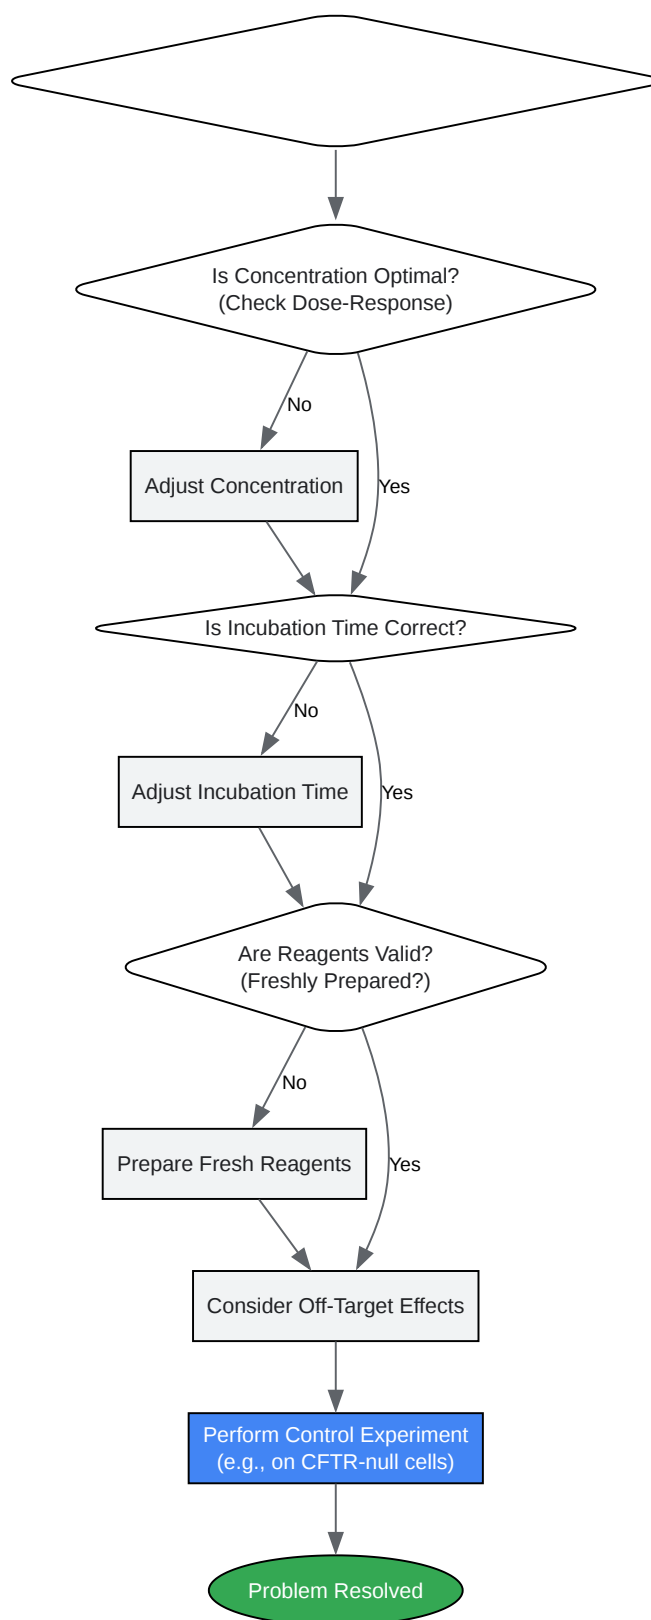 Is Concentration Optimal?
(Check Dose-Response)
No
Adjust Concentration
Yes
Is Incubation Time Correct?
No
Adjust Incubation Time
Yes
Are Reagents Valid?
(Freshly Prepared?)
No
Prepare Fresh Reagents
Yes
Consider Off-Target Effects
Perform Control Experiment
(e.g., on CFTR-null cells)
Problem Resolved